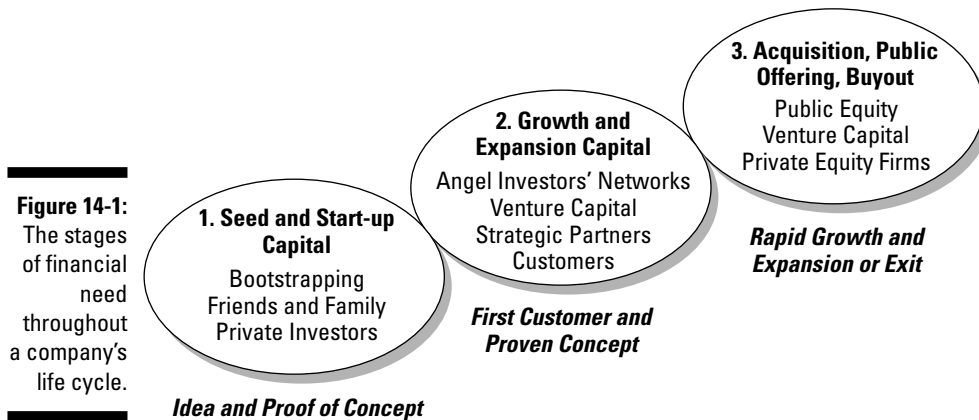 Figure 14-1:
The stages
of financial
need
throughout
a company's
life cycle.
1. Seed and Start-up
Capital
Bootstrapping
Friends and Family
Private Investors
Idea and Proof of Concept
2. Growth and
Expansion Capital
Angel Investors' Networks
Venture Capital
Strategic Partners
Customers
First Customer and
Proven Concept
3. Acquisition, Public
Offering, Buyout
Public Equity
Venture Capital
Private Equity Firms
Rapid Growth and
Expansion or Exit